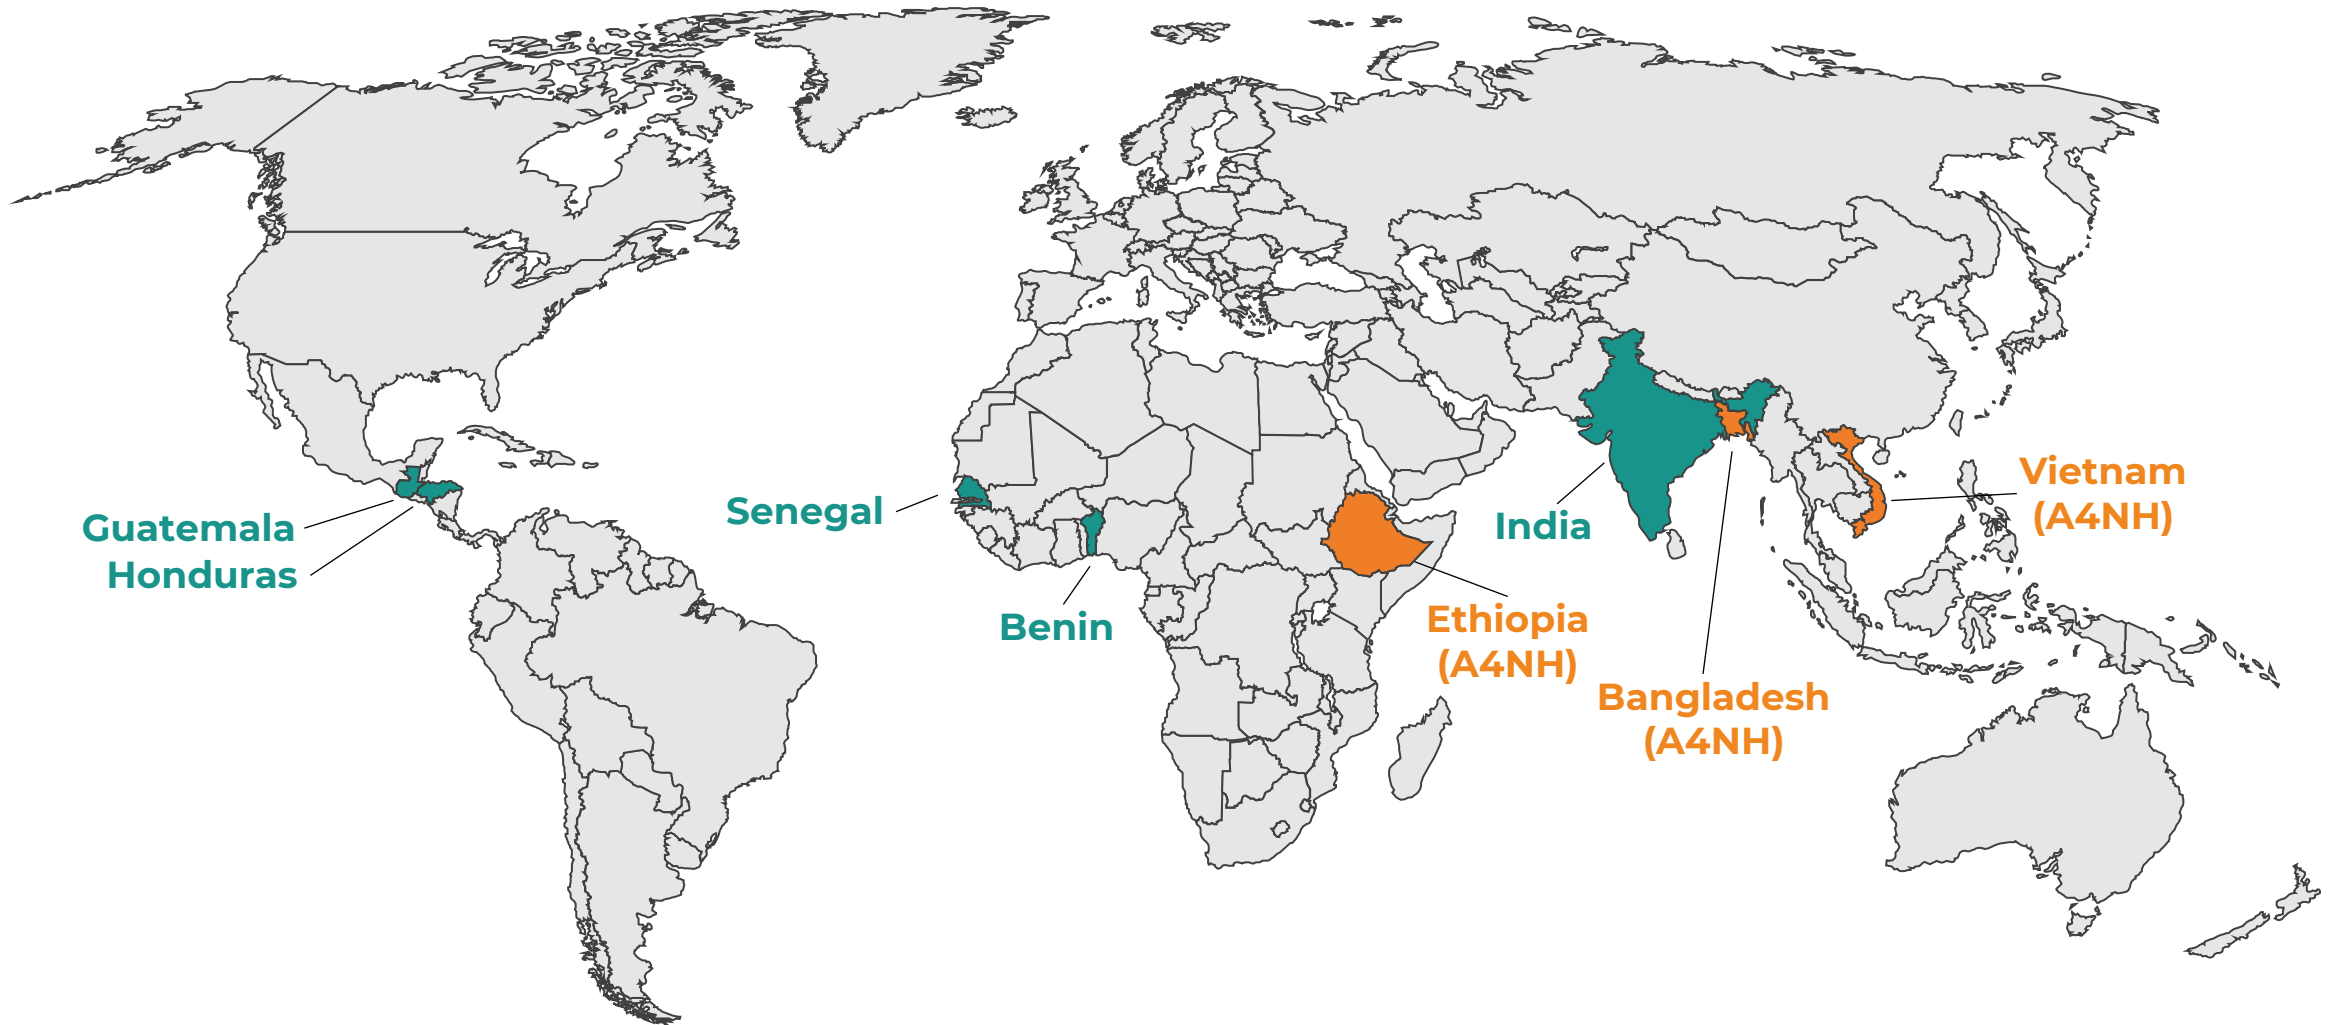 Guatemala
Honduras
Senegal
Benin
India
Ethiopia
(A4NH)
Bangladesh
(A4NH)
Vietnam
(A4NH)